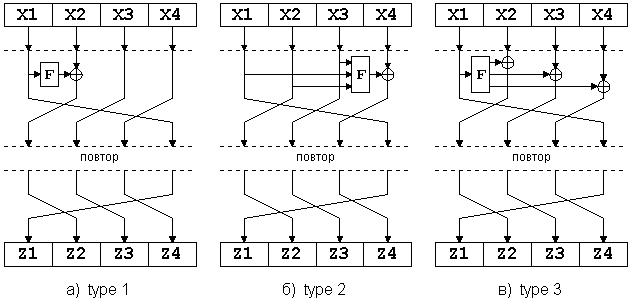 X1 X2 X3 X4 X1 X2 X3 X4 X1 X2 X3 X4
F F F
повтор повтор повтор
Z1 Z2 Z3 Z4 Z1 Z2 Z3 Z4 Z1 Z2 Z3 Z4
а) type 1 б) type 2 в) type 3